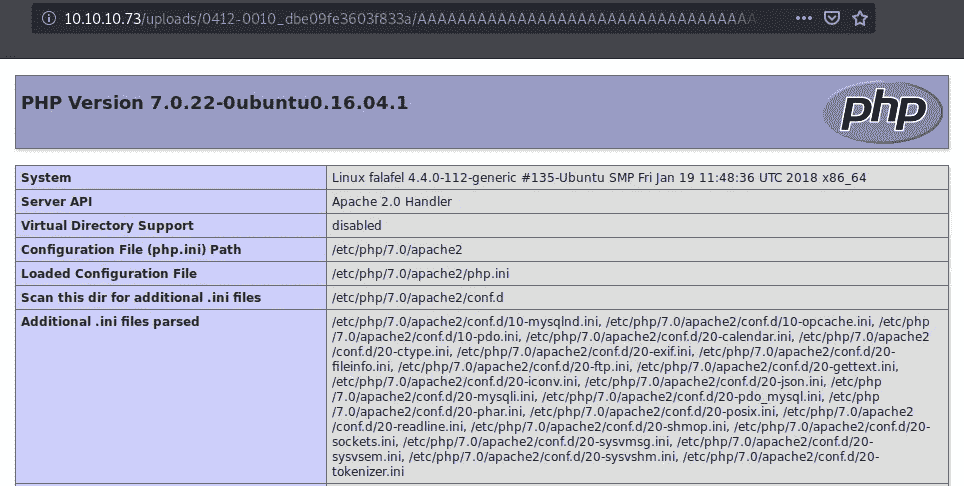 10.10.10.73/uploads/0412-0010_dbe09fe3603f833a/AAAAAAAAAAAAAAAAAAAAAAAAAAAAAAAAAA
PHP Version 7.0.22-0ubuntu0.16.04.1
php
System Linux falafel 4.4.0-112-generic #135-Ubuntu SMP Fri Jan 19 11:48:36 UTC 2018 x86_64
Server API Apache 2.0 Handler
Virtual Directory Support disabled
Configuration File (php.ini) Path /etc/php/7.0/apache2
Loaded Configuration File /etc/php/7.0/apache2/php.ini
Scan this dir for additional .ini files /etc/php/7.0/apache2/conf.d
Additional .ini files parsed /etc/php/7.0/apache2/conf.d/10-mysqlnd.ini, /etc/php/7.0/apache2/conf.d/10-opcache.ini, /etc/php
/7.0/apache2/conf.d/10-pdo.ini, /etc/php/7.0/apache2/conf.d/20-calendar.ini, /etc/php/7.0/apache2
/conf.d/20-ctype.ini, /etc/php/7.0/apache2/conf.d/20-exif.ini, /etc/php/7.0/apache2/conf.d/20-
fileinfo.ini, /etc/php/7.0/apache2/conf.d/20-ftp.ini, /etc/php/7.0/apache2/conf.d/20-gettext.ini,
/etc/php/7.0/apache2/conf.d/20-iconv.ini, /etc/php/7.0/apache2/conf.d/20-json.ini, /etc/php
/7.0/apache2/conf.d/20-mysqli.ini, /etc/php/7.0/apache2/conf.d/20-pdo_mysql.ini, /etc/php
/7.0/apache2/conf.d/20-phar.ini, /etc/php/7.0/apache2/conf.d/20-posix.ini, /etc/php/7.0/apache2
/conf.d/20-readline.ini, /etc/php/7.0/apache2/conf.d/20-shmop.ini, /etc/php/7.0/apache2/conf.d/20-
sockets.ini, /etc/php/7.0/apache2/conf.d/20-sysvmsg.ini, /etc/php/7.0/apache2/conf.d/20-
sysvsem.ini, /etc/php/7.0/apache2/conf.d/20-sysvshm.ini, /etc/php/7.0/apache2/conf.d/20-
tokenizer.ini